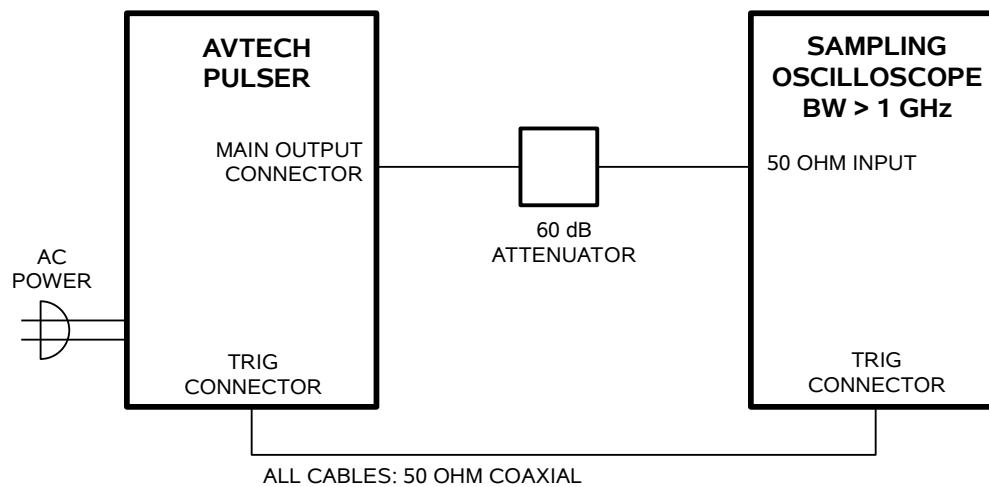 AVTECH
PULSER
MAIN OUTPUT
CONNECTOR
AC
POWER
TRIG
CONNECTOR
60 dB
ATTENUATOR
SAMPLING
OSCILLOSCOPE
BW > 1 GHz
50 OHM INPUT
TRIG
CONNECTOR
ALL CABLES: 50 OHM COAXIAL